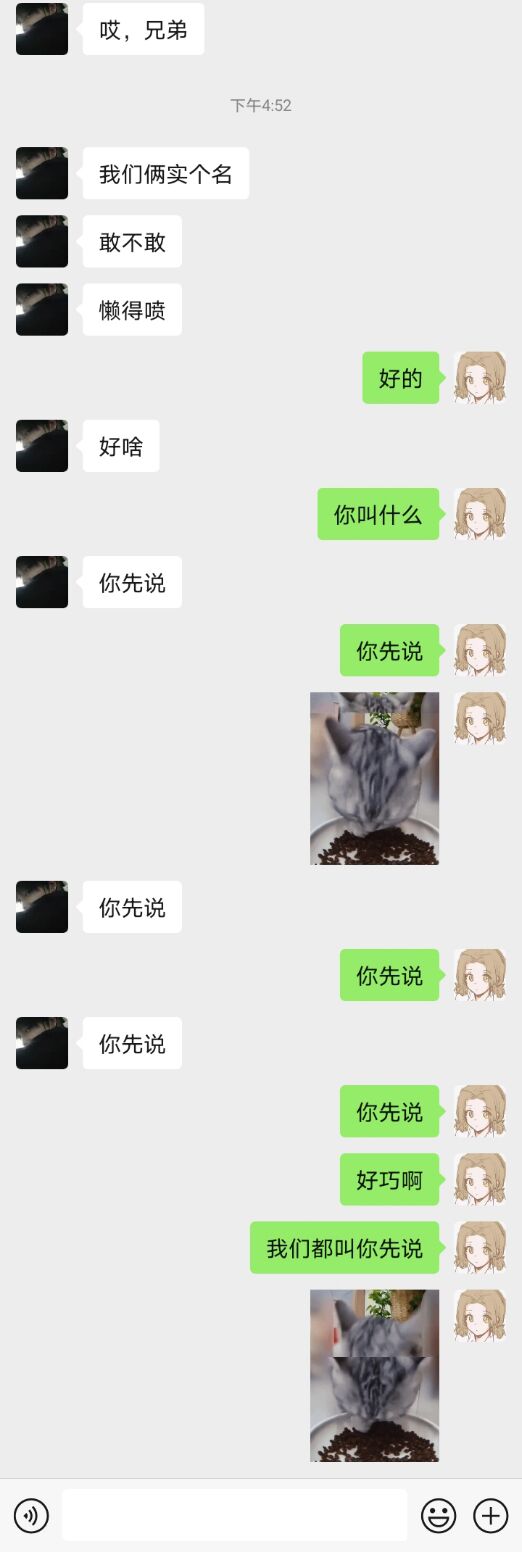 哎，兄弟
下午4:52
我们俩实个名
敢不敢
懒得喷
好的
好啥
你叫什么
你先说
你先说
你先说
你先说
你先说
你先说
好巧啊
我们都叫你先说